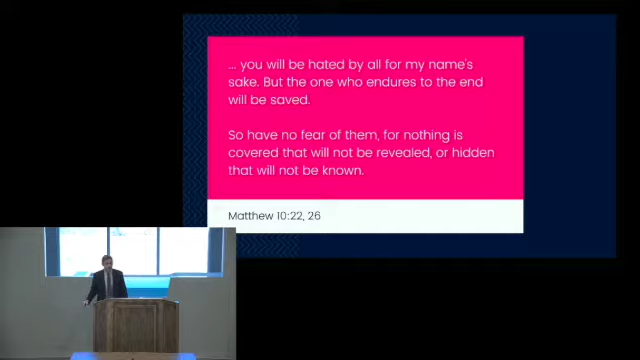 ... you will be hated by all for my name's
sake. But the one who endures to the end
will be saved.
So have no fear of them, for nothing is
covered that will not be revealed, or hidden
that will not be known.
Matthew 10:22, 26